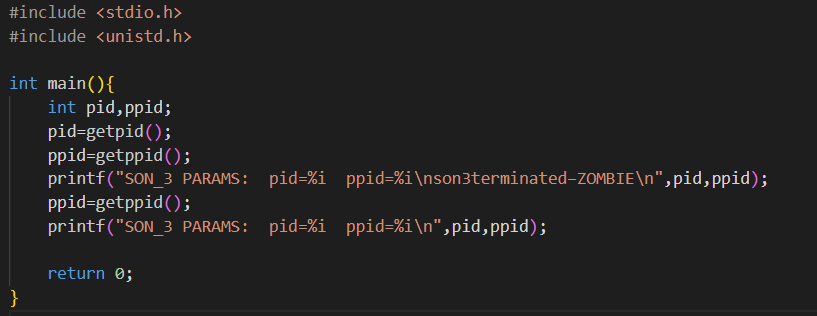 #include <stdio.h>
#include <unistd.h>
int main(){
int pid,ppid;
pid=getpid();
ppid=getppid();
printf("SON_3 PARAMS:  pid=%i  ppid=%i\nson3terminated–ZOMBIE\n",pid,ppid);
ppid=getppid();
printf("SON_3 PARAMS:  pid=%i  ppid=%i\n",pid,ppid);
return 0;
}